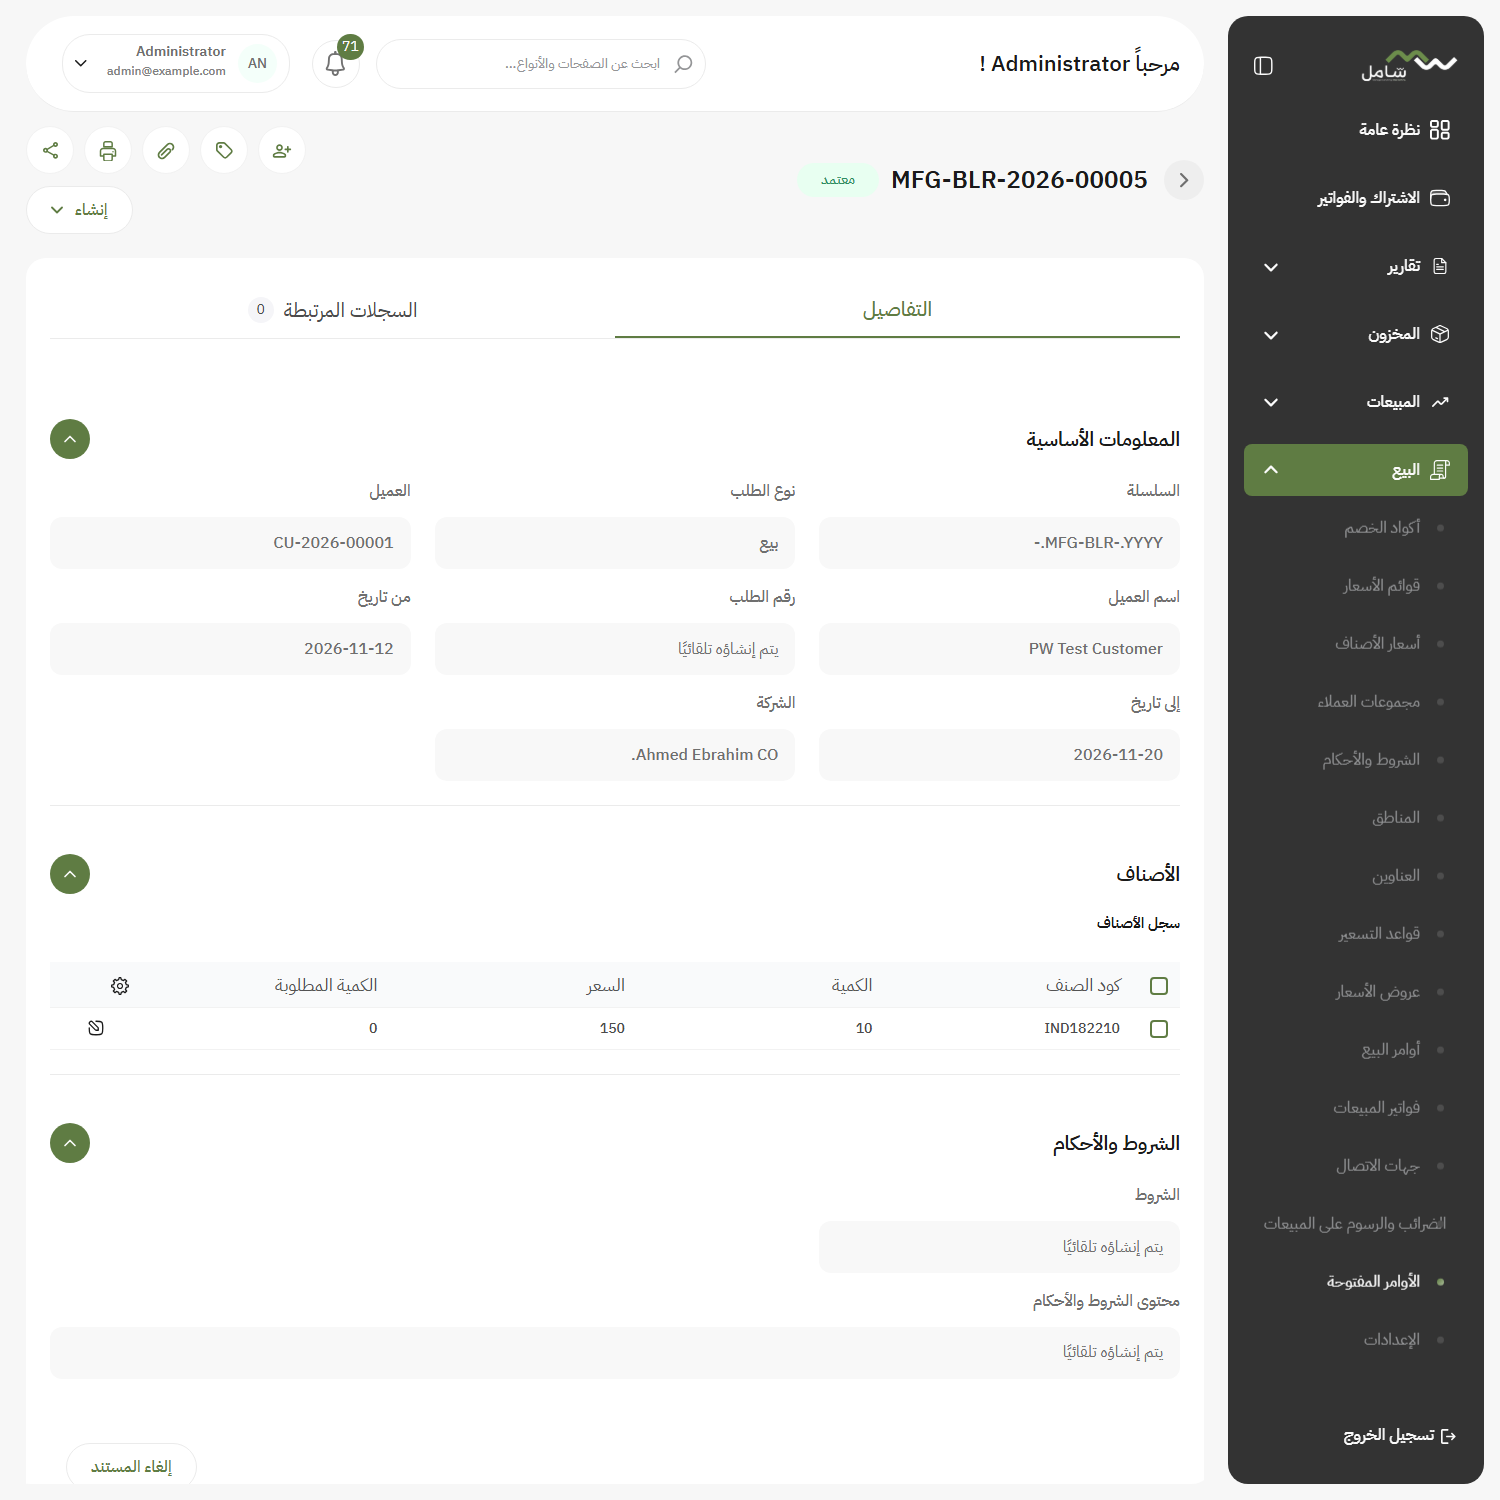 شامل
نظرة عامة
الاشتراك والفواتير
تقارير
المخزون
المبيعات
البيع
أكواد الخصم
قوائم الأسعار
أسعار الأصناف
مجموعات العملاء
الشروط والأحكام
المناطق
العناوين
قواعد التسعير
عروض الأسعار
أوامر البيع
فواتير المبيعات
جهات الاتصال
الضرائب والرسوم على المبيعات
الأوامر المفتوحة
الإعدادات
تسجيل الخروج
مرحباً Administrator !
ابحث عن الصفحات والأنواع...
71
AN
Administrator
admin@example.com
MFG-BLR-2026-00005
معتمد
إنشاء
التفاصيل
السجلات المرتبطة 0
المعلومات الأساسية
السلسلة نوع الطلب العميل
MFG-BLR-.YYYY.- بيع CU-2026-00001
اسم العميل رقم الطلب من تاريخ
PW Test Customer يتم إنشاؤه تلقائيًا 2026-11-12
إلى تاريخ الشركة
2026-11-20 Ahmed Ebrahim CO.
الأصناف
سجل الأصناف
كود الصنف الكمية السعر الكمية المطلوبة
IND182210 10 150 0
الشروط والأحكام
الشروط
يتم إنشاؤه تلقائيًا
محتوى الشروط والأحكام
يتم إنشاؤه تلقائيًا
إلغاء المستند